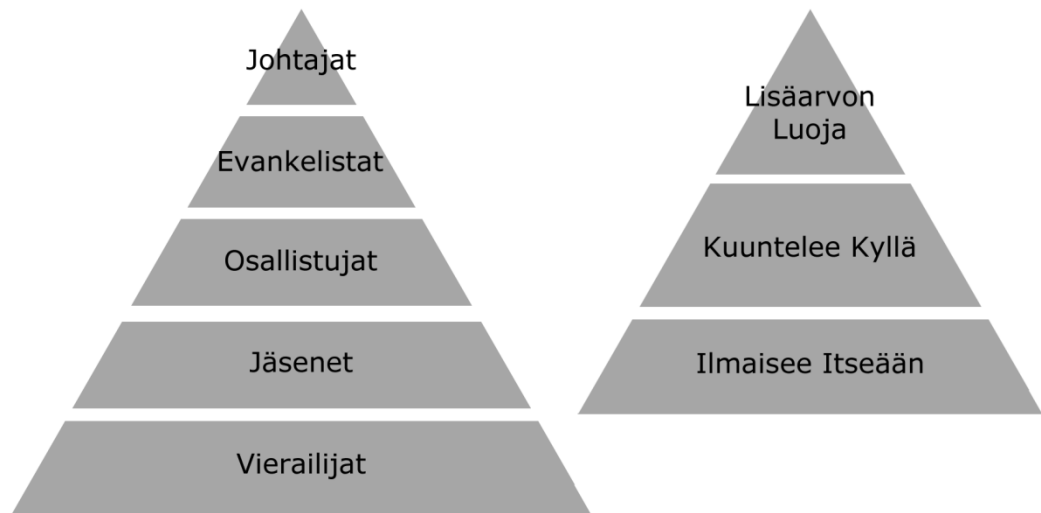 Johtajat
Evankelistat
Osallistujat
Jäsenet
Vierailijat
Lisäarvon
Luoja
Kuuntelee Kyllä
Ilmaisee Itseään